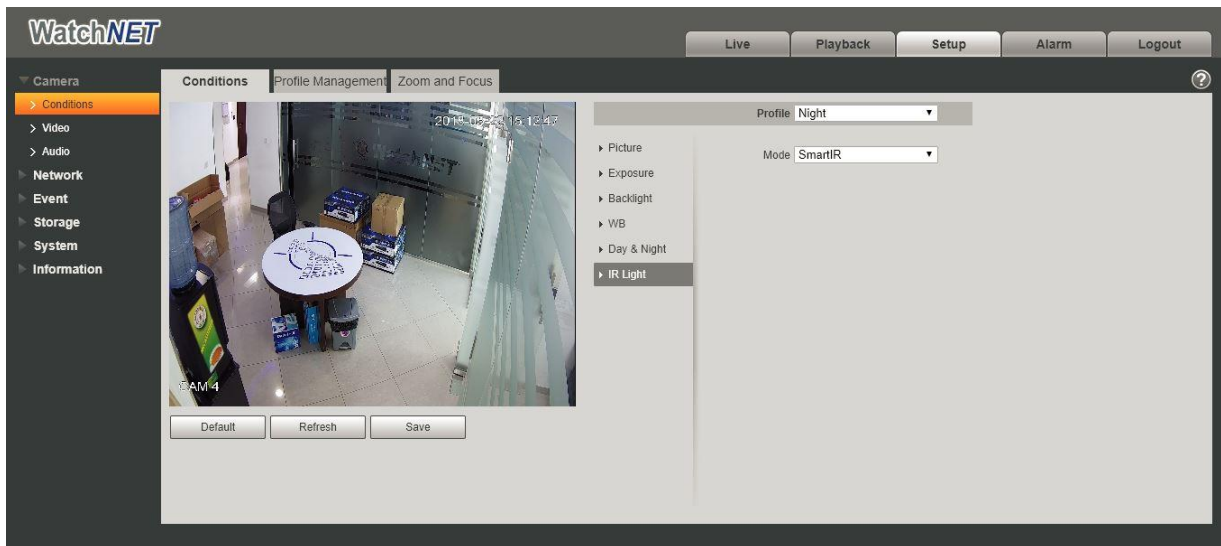 WatchNET
Live Playback Setup Alarm Logout
Camera
Conditions
Video
Audio
Network
Event
Storage
System
Information
Conditions Profile Management Zoom and Focus
CAM 4
Default Refresh Save
Picture
Exposure
Backlight
WB
Day & Night
IR Light
Profile Night
Mode SmartIR